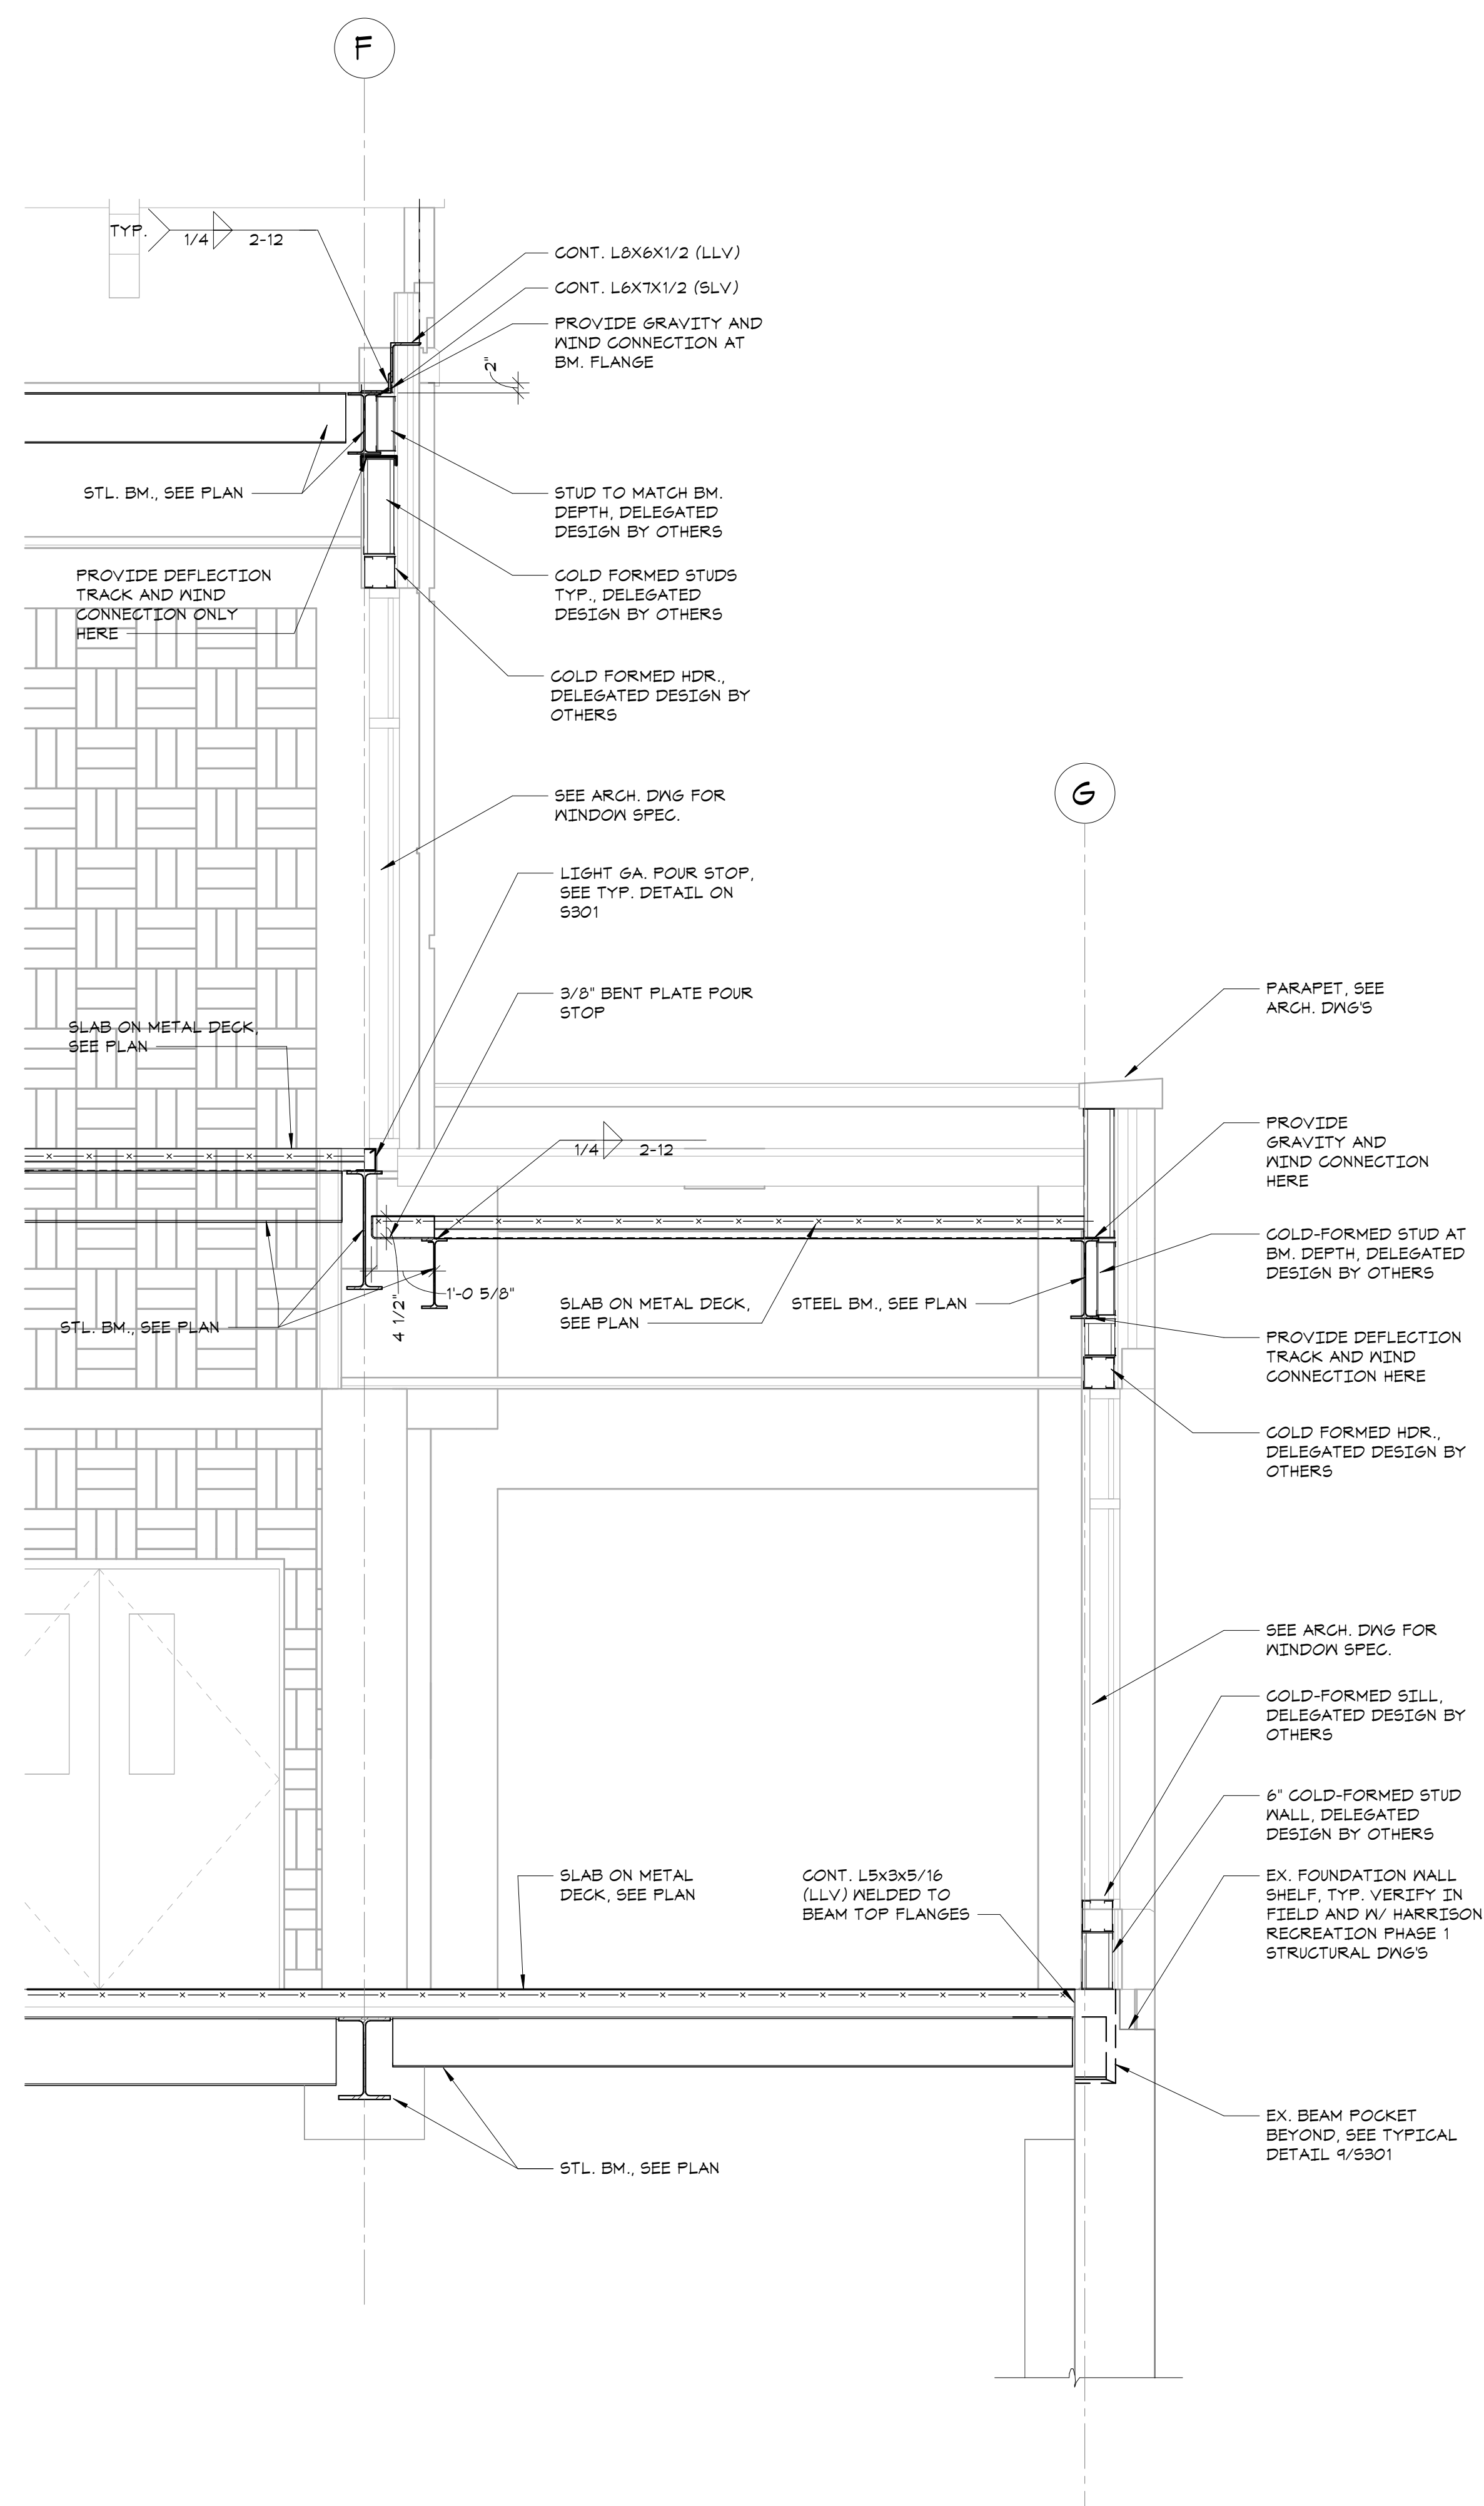 F
TYP.
1/4
2-12
CONT. L8X6X1/2 (LLV)
CONT. L6X7X1/2 (SLV)
PROVIDE GRAVITY AND
WIND CONNECTION AT
BM. FLANGE
2"
STL. BM., SEE PLAN
STUD TO MATCH BM.
DEPTH, DELEGATED
DESIGN BY OTHERS
PROVIDE DEFLECTION
TRACK AND WIND
CONNECTION ONLY
HERE
COLD FORMED STUDS
TYP., DELEGATED
DESIGN BY OTHERS
COLD FORMED HDR.,
DELEGATED DESIGN BY
OTHERS
G
SEE ARCH. DWG FOR
WINDOW SPEC.
LIGHT GA. POUR STOP,
SEE TYP. DETAIL ON
S301
3/8" BENT PLATE POUR
STOP
PARAPET, SEE
ARCH. DWG'S
SLAB ON METAL DECK,
SEE PLAN
1/4
2-12
PROVIDE
GRAVITY AND
WIND CONNECTION
HERE
COLD-FORMED STUD AT
BM. DEPTH, DELEGATED
DESIGN BY OTHERS
1'-0 5/8"
4 1/2"
STL. BM., SEE PLAN
SLAB ON METAL DECK,
SEE PLAN
STEEL BM., SEE PLAN
PROVIDE DEFLECTION
TRACK AND WIND
CONNECTION HERE
COLD FORMED HDR.,
DELEGATED DESIGN BY
OTHERS
SEE ARCH. DWG FOR
WINDOW SPEC.
COLD-FORMED SILL,
DELEGATED DESIGN BY
OTHERS
6" COLD-FORMED STUD
WALL, DELEGATED
DESIGN BY OTHERS
SLAB ON METAL
DECK, SEE PLAN
CONT. L5x3x5/16
(LLV) WELDED TO
BEAM TOP FLANGES
EX. FOUNDATION WALL
SHELF, TYP. VERIFY IN
FIELD AND W/ HARRISON
RECREATION PHASE 1
STRUCTURAL DWG'S
EX. BEAM POCKET
BEYOND, SEE TYPICAL
DETAIL 9/S301
STL. BM., SEE PLAN